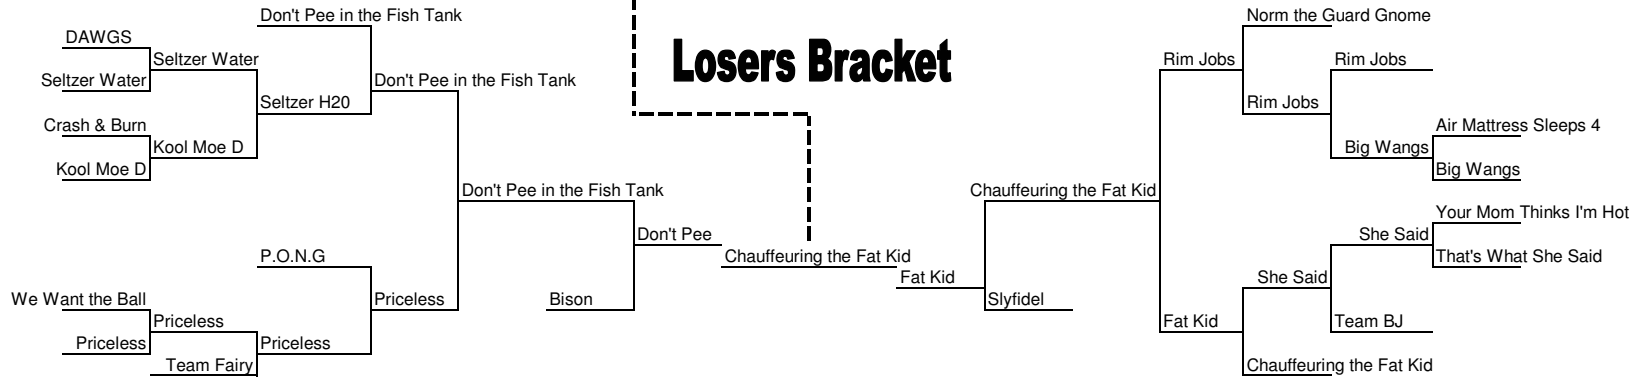 Losers Bracket
Don't Pee in the Fish Tank
DAWGS
Seltzer Water
Seltzer Water
Don't Pee in the Fish Tank
Seltzer H20
Crash & Burn
Kool Moe D
Kool Moe D
Don't Pee in the Fish Tank
Don't Pee
P.O.N.G
Chauffeuring the Fat Kid
We Want the Ball
Priceless
Bison
Priceless
Priceless
Priceless
Team Fairy
Norm the Guard Gnome
Rim Jobs
Rim Jobs
Rim Jobs
Air Mattress Sleeps 4
Big Wangs
Big Wangs
Chauffeuring the Fat Kid
Your Mom Thinks I'm Hot
She Said
That's What She Said
Fat Kid
She Said
Slyfidel
Fat Kid
Team BJ
Chauffeuring the Fat Kid